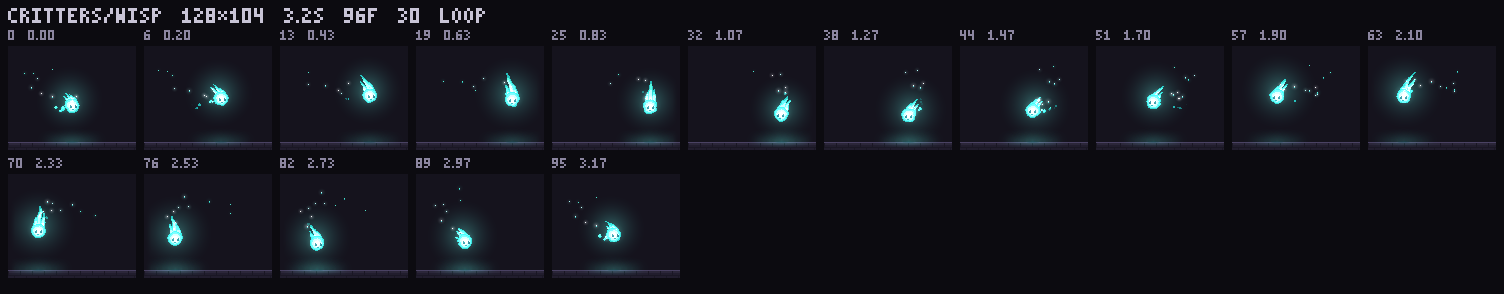 CRITTERS/WISP 128×104 3.2S 96F 30 LOOP
0 0.00 6 0.20 13 0.43 19 0.63 25 0.83 32 1.07 38 1.27 44 1.47 51 1.70 57 1.90 63 2.10
70 2.33 76 2.53 82 2.73 89 2.97 95 3.17